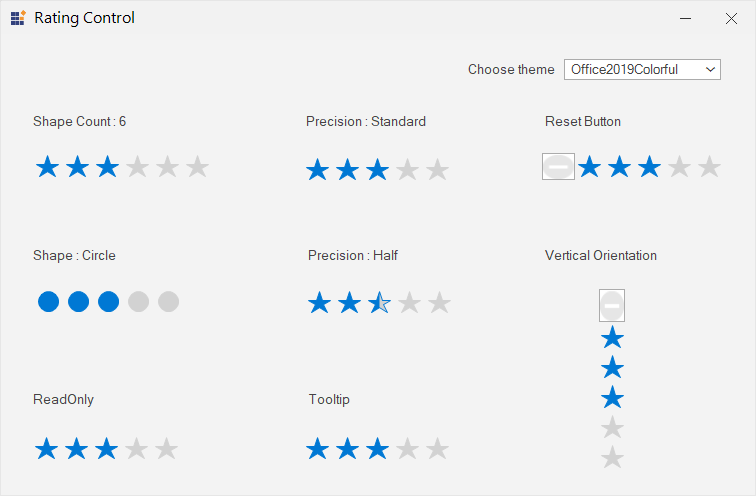 Rating Control
Choose theme Office2019Colorful
Shape Count : 6
Precision : Standard
Reset Button
Shape : Circle
Precision : Half
Vertical Orientation
ReadOnly
Tooltip